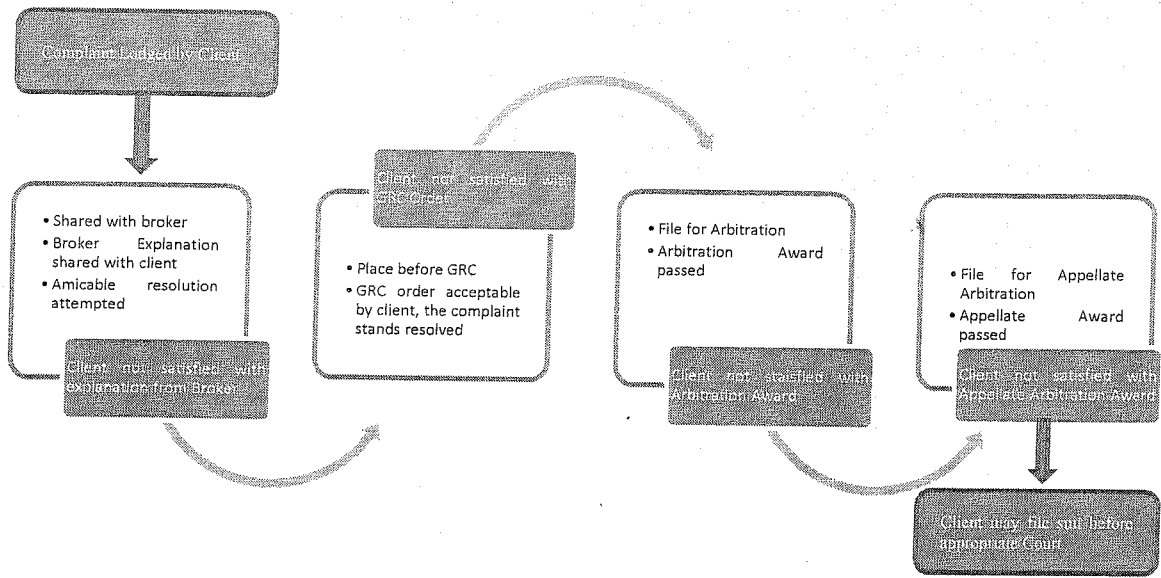 Complaint Lodged by Client
• Shared with broker
• Broker Explanation
shared with client
• Amicable resolution
attempted
Client not satisfied with
explanation from Broker
Client not satisfied with
GRC Order
• Place before GRC
• GRC order acceptable
by client, the complaint
stands resolved
• File for Arbitration
• Arbitration Award
passed
Client not staisfied with
Arbitration Award
• File for Appellate
Arbitration
• Appellate Award
passed
Client not satisfied with
Appellate Arbitration Award
Client may file suit before
appropriate Court